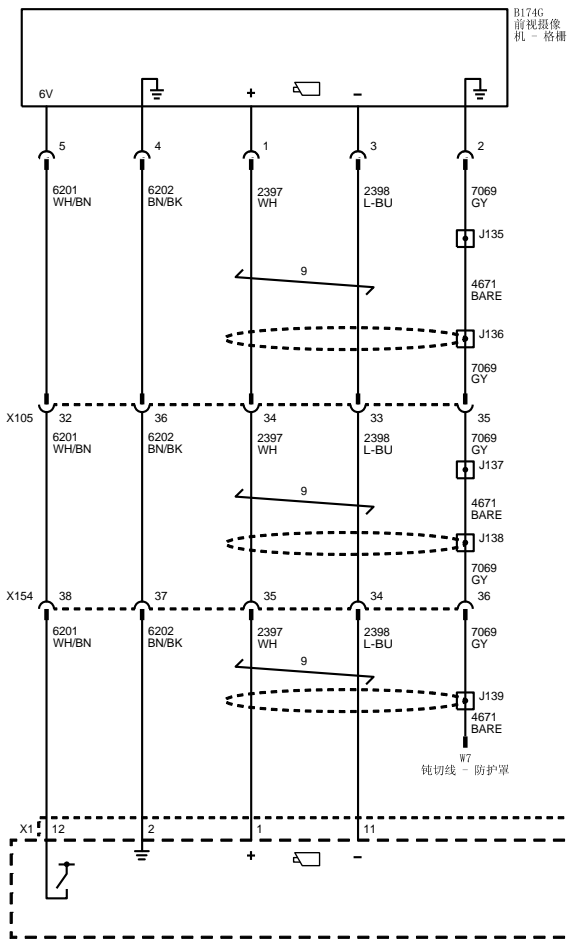 B174G
前视摄像
机 - 格栅
6V
+
-
5
4
1
3
2
6201
WH/BN
6202
BN/BK
2397
WH
2398
L-BU
7069
GY
J135
9
4671
BARE
J136
7069
GY
X105
32
36
34
33
35
6201
WH/BN
6202
BN/BK
2397
WH
2398
L-BU
7069
GY
J137
9
4671
BARE
J138
7069
GY
X154
38
37
35
34
36
6201
WH/BN
6202
BN/BK
2397
WH
2398
L-BU
7069
GY
9
J139
4671
BARE
W7
钝切线 - 防护罩
X1
12
2
1
11
+
-